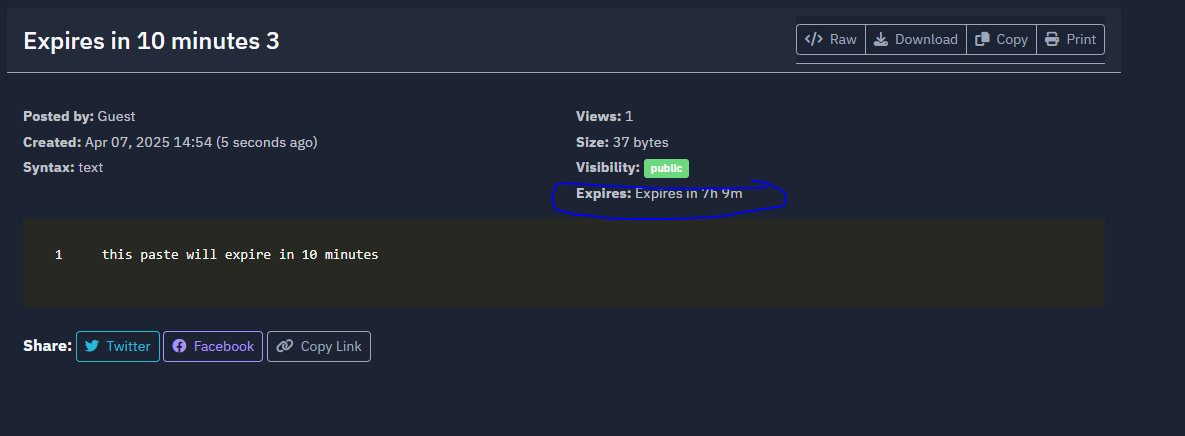 Expires in 10 minutes 3
Raw
Download
Copy
Print
Posted by: Guest
Created: Apr 07, 2025 14:54 (5 seconds ago)
Syntax: text
Views: 1
Size: 37 bytes
Visibility: public
Expires: Expires in 7h 9m
1 this paste will expire in 10 minutes
Share: Twitter Facebook Copy Link